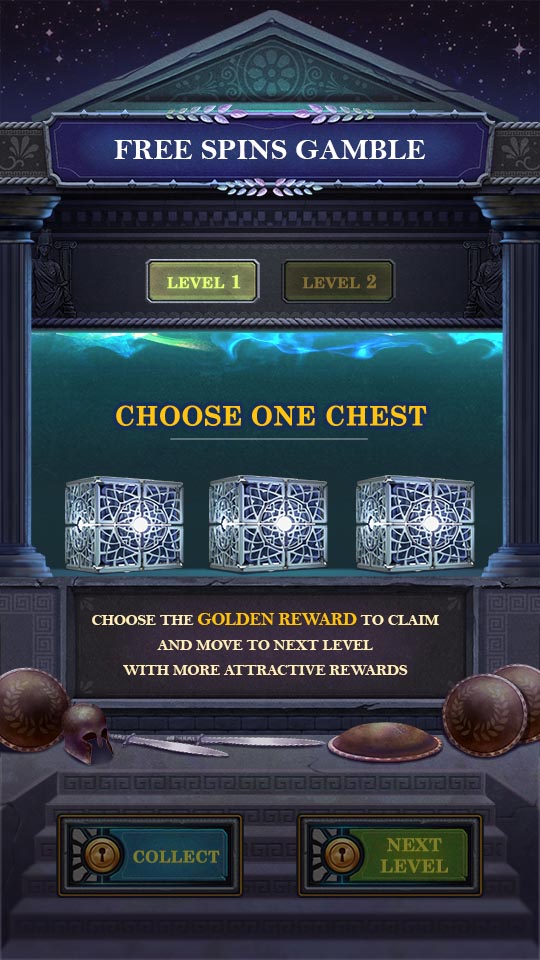 FREE SPINS GAMBLE
LEVEL 1
LEVEL 2
CHOOSE ONE CHEST
CHOOSE THE GOLDEN REWARD TO CLAIM
AND MOVE TO NEXT LEVEL
WITH MORE ATTRACTIVE REWARDS
COLLECT
NEXT
LEVEL